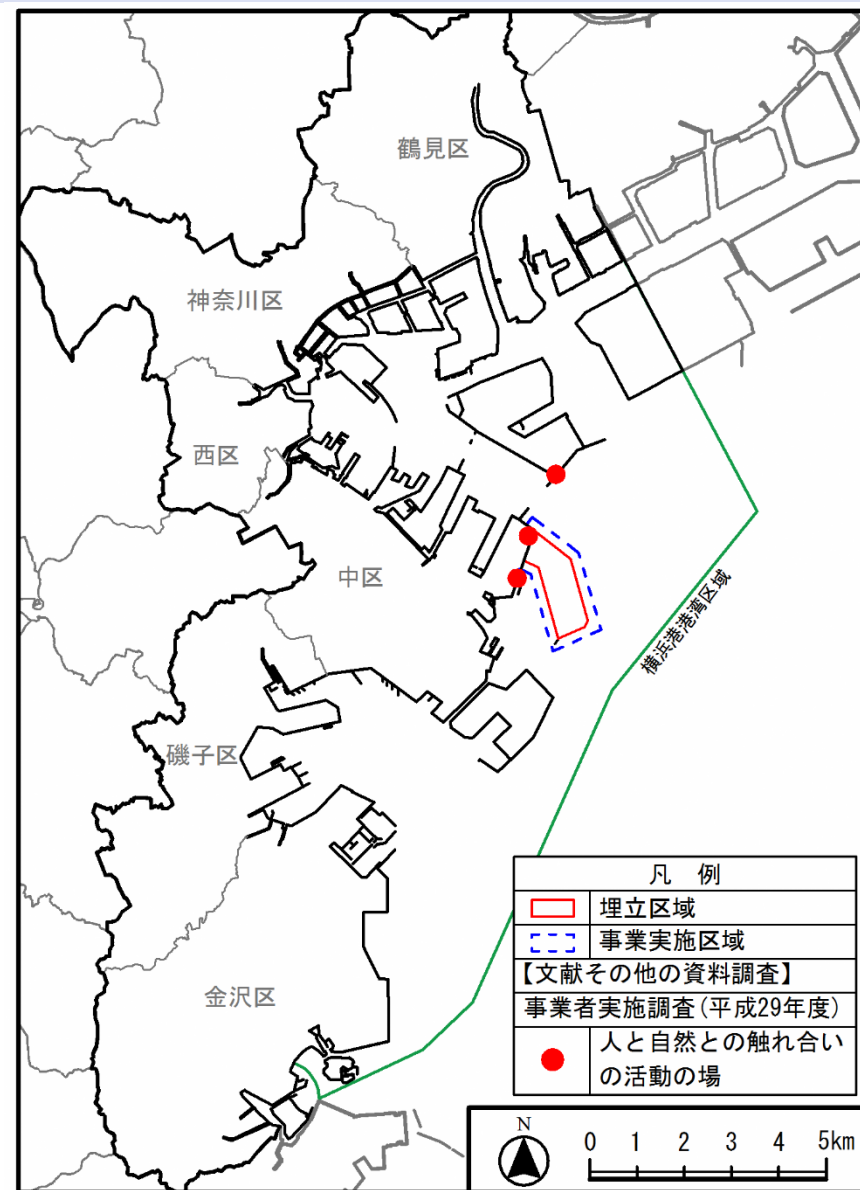 鶴見区
神奈川区
西区
中区
横浜港港湾区域
磯子区
金沢区
凡 例
埋立区域
事業実施区域
【文献その他の資料調査】
事業者実施調査(平成29年度)
人と自然との触れ合い
の活動の場
N
0 1 2 3 4 5km